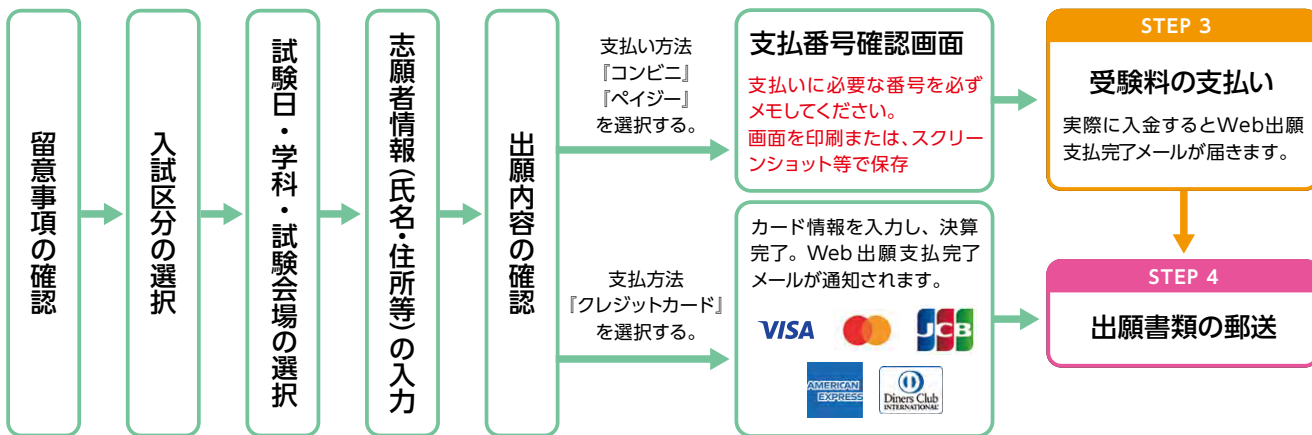 留意事項の確認
入試区分の選択
試験日・学科・試験会場の選択
志願者情報(氏名・住所等)の入力
出願内容の確認
支払い方法
『コンビニ』
『ペイジー』
を選択する。
支払番号確認画面
支払いに必要な番号を必ず
メモしてください。
画面を印刷または、スクリー
ンショット等で保存
STEP 3
受験料の支払い
実際に入金するとWeb出願
支払完了メールが届きます。
支払方法
『クレジットカード』
を選択する。
カード情報を入力し、決算
完了。Web 出願支払完了
メールが通知されます。
VISA
JCB
AMERICAN
EXPRESS
Diners Club
INTERNATIONAL
STEP 4
出願書類の郵送